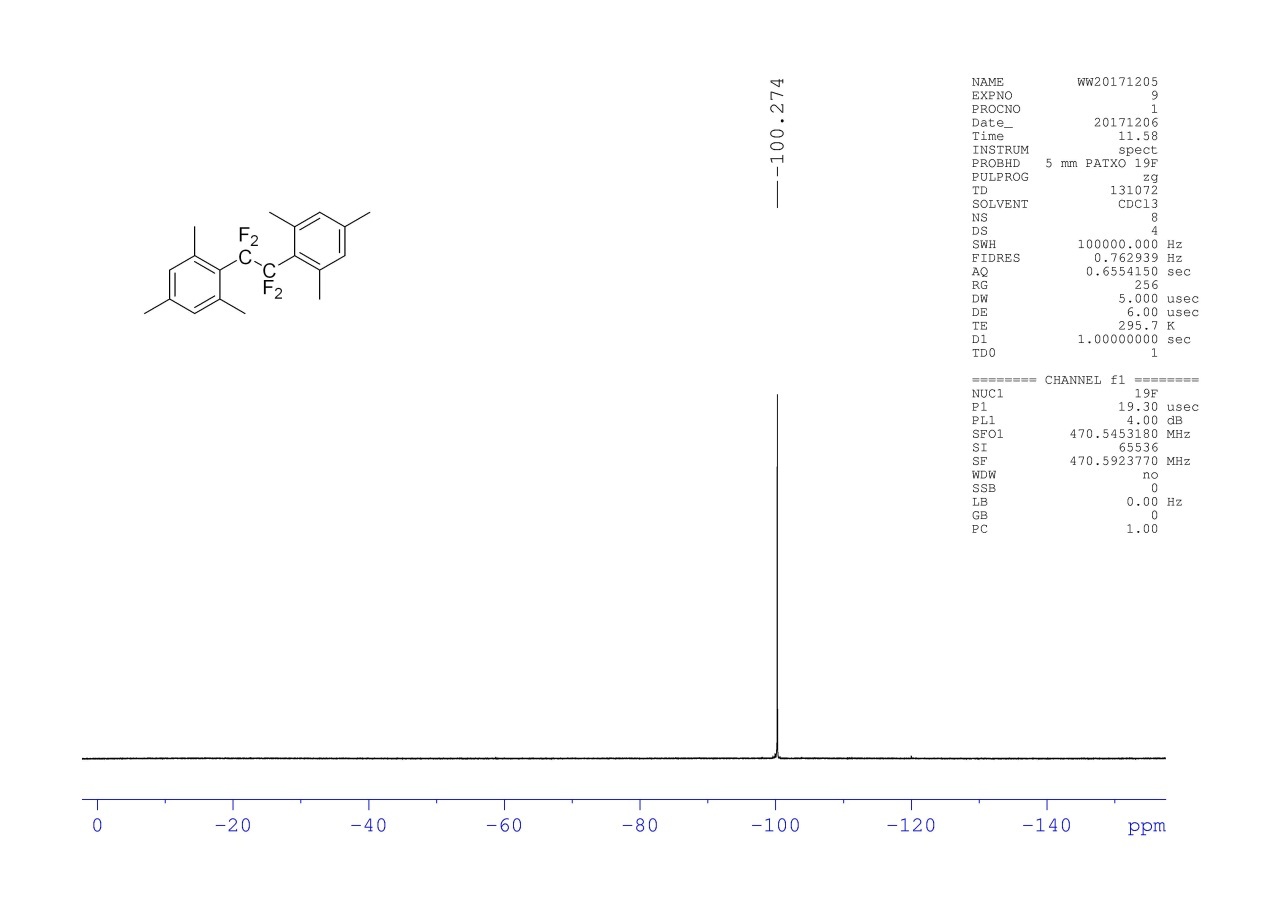 -100.274
NAME WW20171205
EXPNO 9
PROCNO 1
Date_ 20171206
Time 11.58
INSTRUM spect
PROBHD 5 mm PATXO 19F
PULPROG zg
TD 131072
SOLVENT CDCl3
NS 8
DS 4
SWH 100000.000 Hz
FIDRES 0.762939 Hz
AQ 0.6554150 sec
RG 256
DW 5.000 usec
DE 6.00 usec
TE 295.7 K
D1 1.00000000 sec
TD0 1
======== CHANNEL f1 ========
NUC1 19F
P1 19.30 usec
PL1 4.00 dB
SFO1 470.5453180 MHz
SI 65536
SF 470.5923770 MHz
WDW no
SSB 0
LB 0.00 Hz
GB 0
PC 1.00
F2
C
C
F2
0 -20 -40 -60 -80 -100 -120 -140 ppm